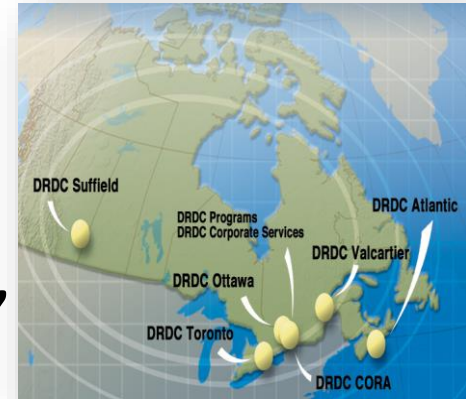 DRDC Suffield
DRDC Programs
DRDC Corporate Services
DRDC Atlantic
DRDC Ottawa
DRDC Valcartier
DRDC Toronto
DRDC CORA